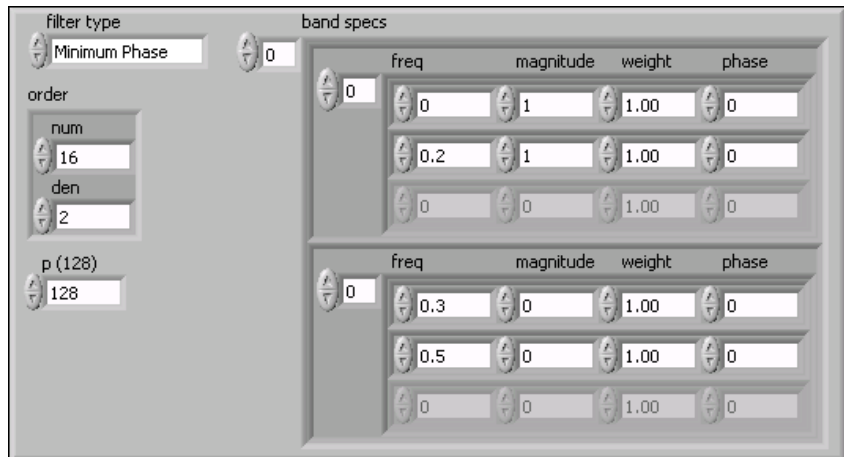 filter type
Minimum Phase
order
num
16
den
2
p (128)
128
band specs
0
freq magnitude weight phase
0
0 1 1.00 0
0.2 1 1.00 0
0 0 1.00 0
freq magnitude weight phase
0
0.3 0 1.00 0
0.5 0 1.00 0
0 0 1.00 0